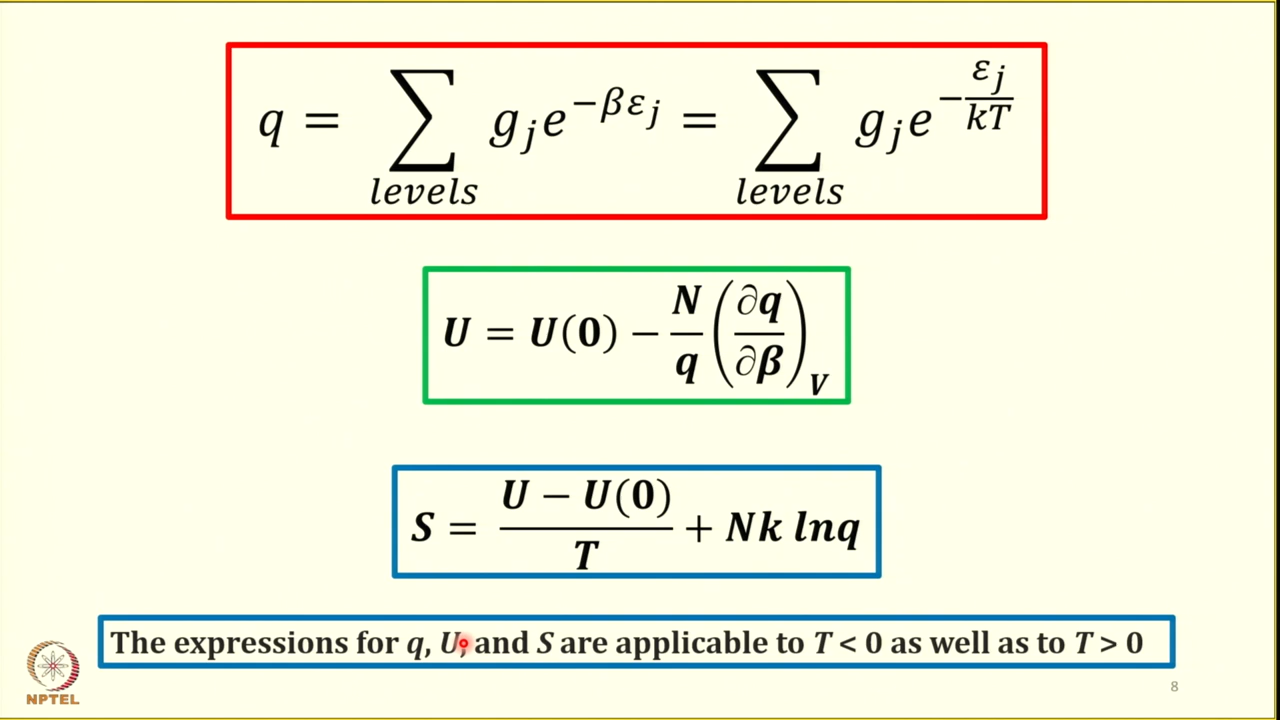 q = ∑_{levels} g_j e^{−βε_j} = ∑_{levels} g_j e^{−ε_j/kT}
U = U(0) − N/q (∂q/∂β)_V
S = (U − U(0))/T + Nk lnq
The expressions for q, U, and S are applicable to T < 0 as well as to T > 0
NPTEL
8